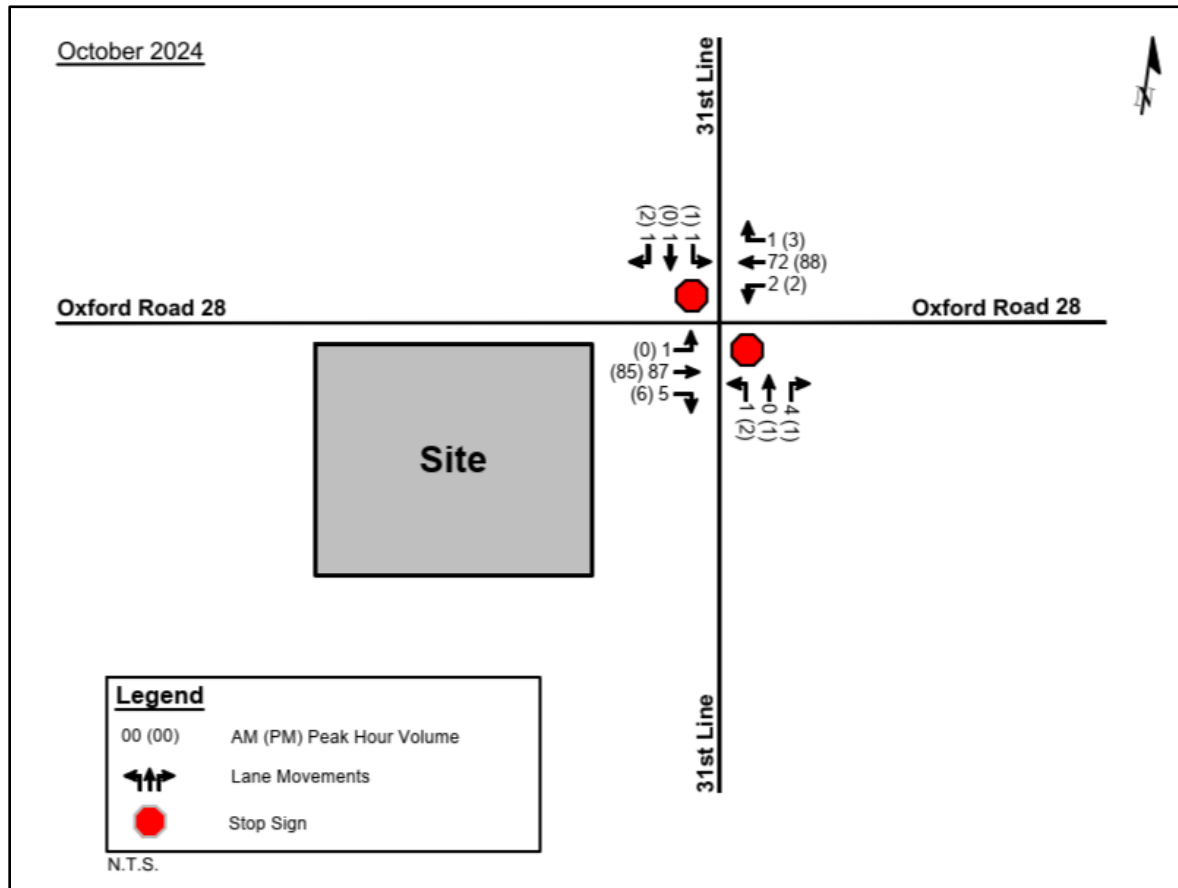 October 2024
31st Line
N
(2) 1
(0) 1
(1) 1
1 (3)
72 (88)
2 (2)
Oxford Road 28
Oxford Road 28
(0) 1
(85) 87
(6) 5
1 (2)
0 (1)
4 (1)
Site
31st Line
Legend
00 (00) AM (PM) Peak Hour Volume
Lane Movements
Stop Sign
N.T.S.